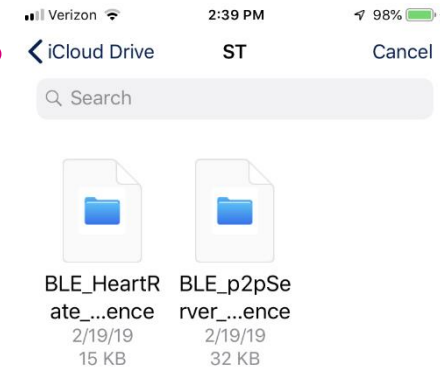 Verizon 2:39 PM 98%
iCloud Drive ST Cancel
Search
BLE_HeartR BLE_p2pSe
ate_...ence rver_...ence
2/19/19 2/19/19
15 KB 32 KB